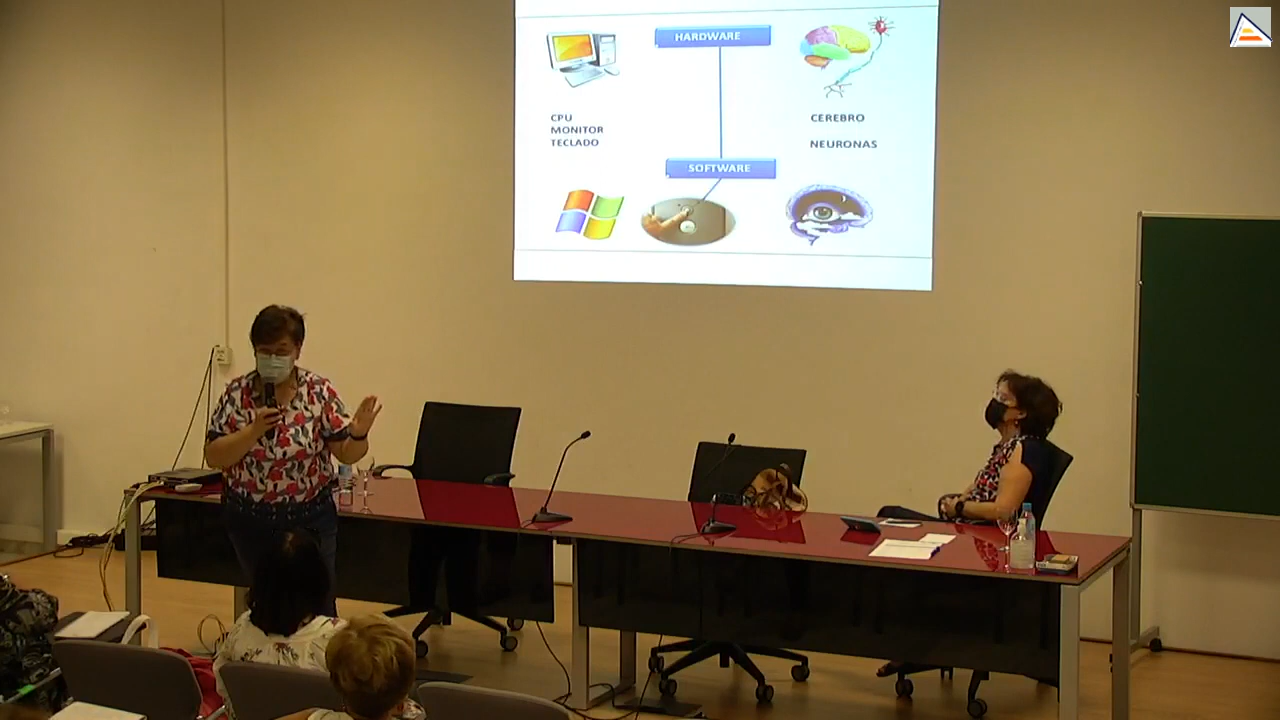 HARDWARE
CPU
MONITOR
TECLADO
CEREBRO
NEURONAS
SOFTWARE